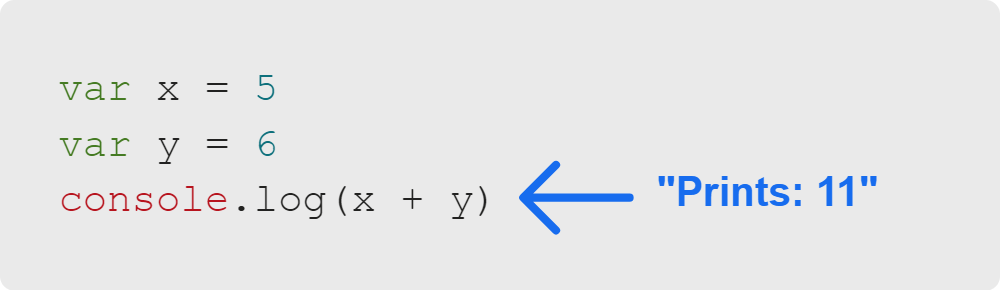 var x = 5
var y = 6
console.log(x + y) "Prints: 11"